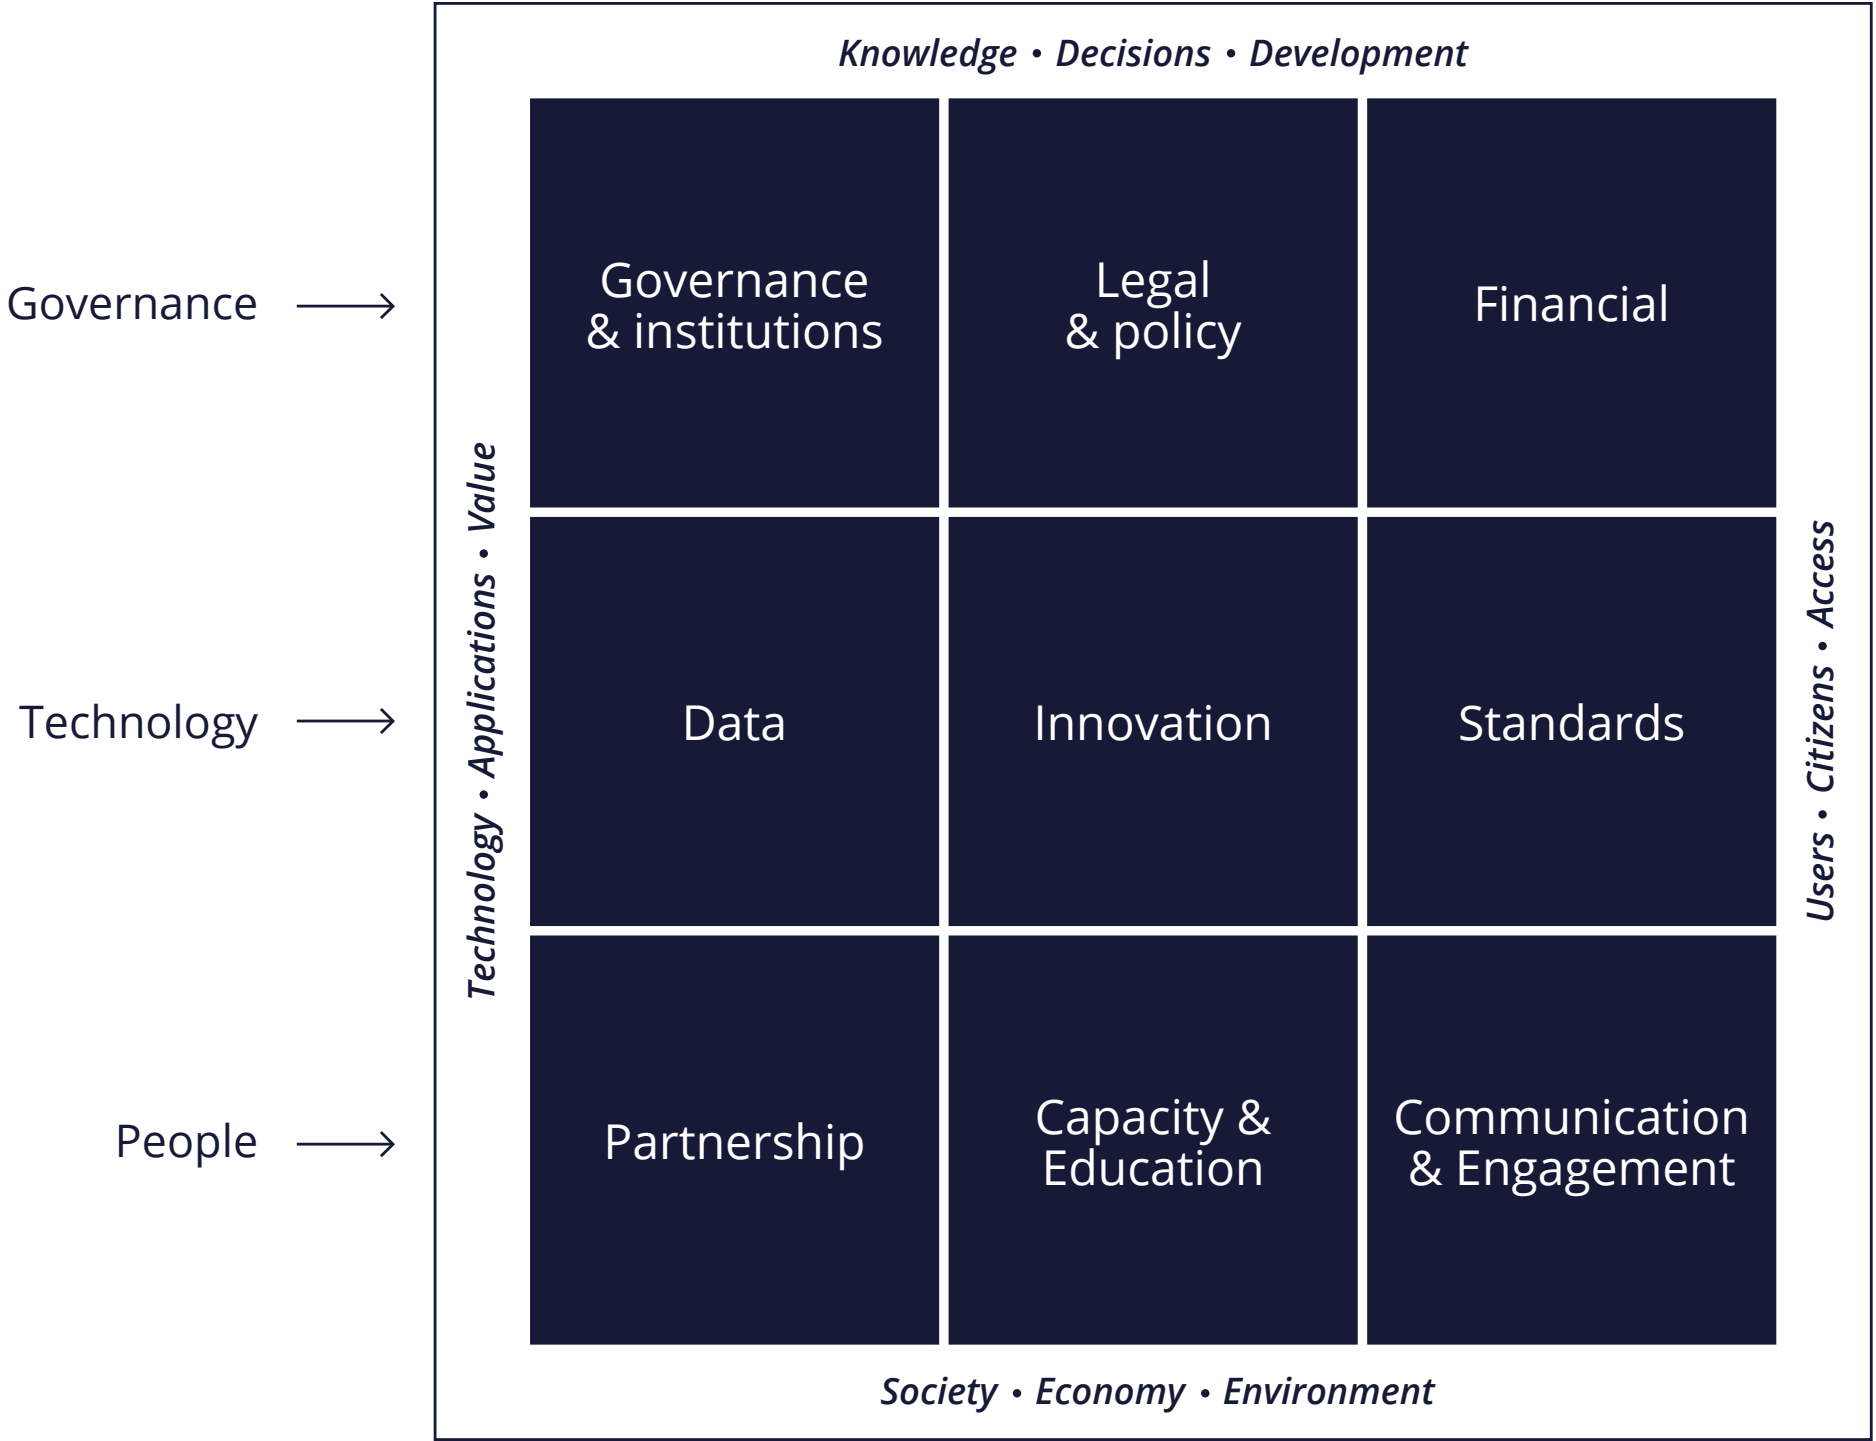 Knowledge • Decisions • Development
Governance
Governance
& institutions
Legal
& policy
Financial
Technology • Applications • Value
Users • Citizens • Access
Technology
Data
Innovation
Standards
People
Partnership
Capacity &
Education
Communication
& Engagement
Society • Economy • Environment